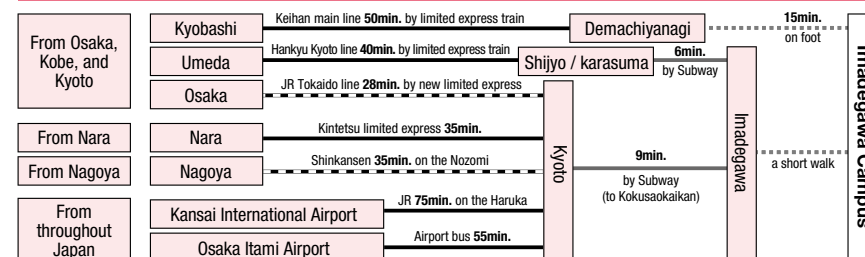 From Osaka,
Kobe, and
Kyoto
Kyobashi
Keihan main line 50min. by limited express train
Demachiyanagi
15min.
on foot
Umeda
Hankyu Kyoto line 40min. by limited express train
Shijyo / karasuma
6min.
by Subway
Osaka
JR Tokaido line 28min. by new limited express
From Nara
Nara
Kintetsu limited express 35min.
From Nagoya
Nagoya
Shinkansen 35min. on the Nozomi
Kyoto
9min.
by Subway
(to Kokusaokaikan)
Imadegawa
a short walk
Imadegawa Campus
From
throughout
Japan
Kansai International Airport
JR 75min. on the Haruka
Osaka Itami Airport
Airport bus 55min.